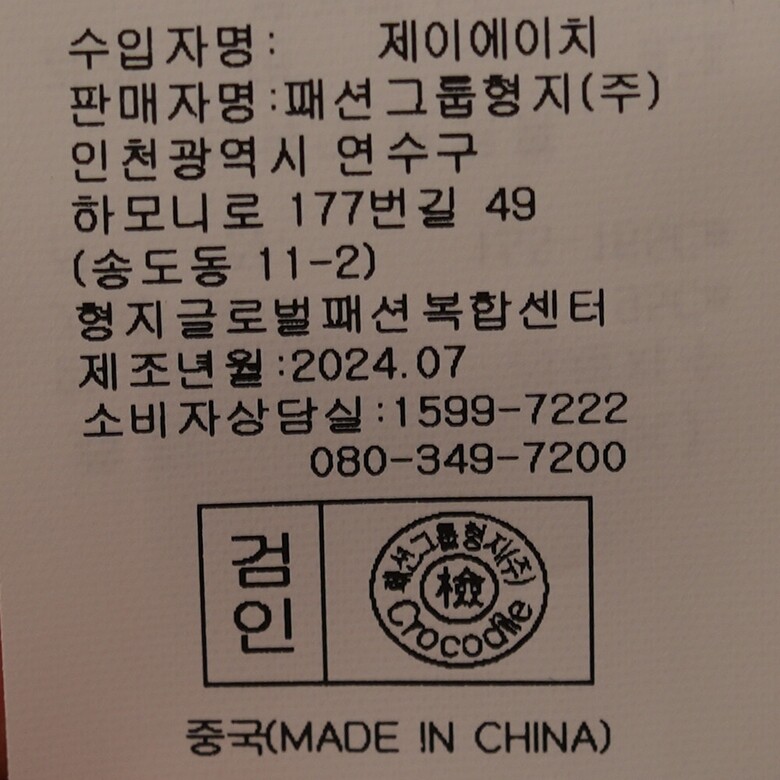 수입자명: 제이에이치
판매자명:패션그룹형지(주)
인천광역시 연수구
하모니로 177번길 49
(송도동 11-2)
형지글로벌패션복합센터
제조년월:2024.07
소비자상담실:1599-7222
080-349-7200
검인
패션그룹형지(주)
檢
Crocodile
중국(MADE IN CHINA)